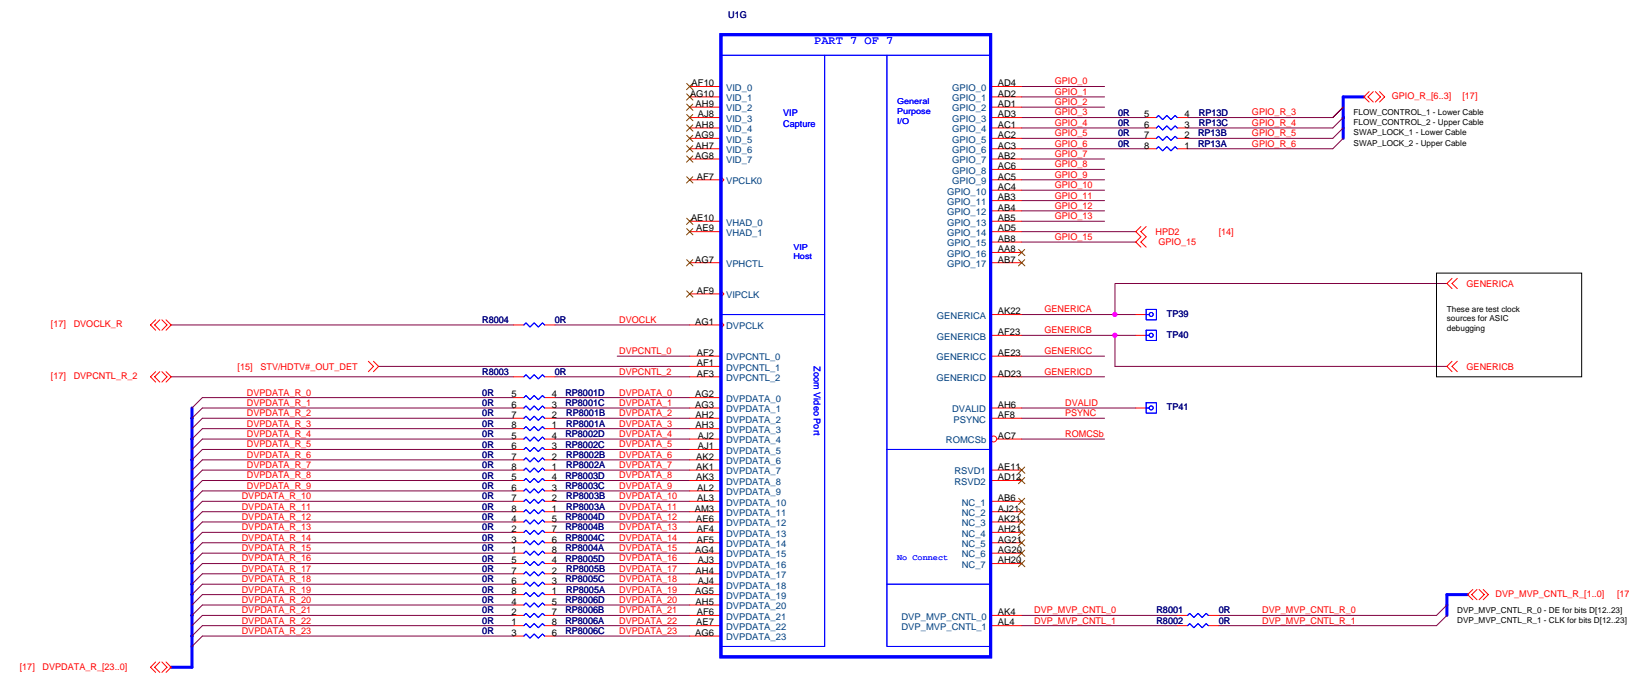 U1G
PART 7 OF 7
AF10 VID_0
AG10 VID_1
AH9 VID_2
AJ8 VID_3
AH8 VID_4
AG9 VID_5
AH7 VID_6
AG8 VID_7
VIP
Capture
AF7 VPCLK0
AE10 VHAD_0
AE9 VHAD_1
VIP
Host
AG7 VPHCTL
AF9 VIPCLK
[17] DVOCLK_R R8004 0R DVOCLK AG1 DVPCLK
DVPCNTL_0 AF2 DVPCNTL_0
[15] STV/HDTV#_OUT_DET AF1 DVPCNTL_1
[17] DVPCNTL_R_2 R8003 0R DVPCNTL_2 AF3 DVPCNTL_2
Zoom Video Port
DVPDATA_R_0 0R 5 4 RP8001D DVPDATA_0 AG2 DVPDATA_0
DVPDATA_R_1 0R 6 3 RP8001C DVPDATA_1 AG3 DVPDATA_1
DVPDATA_R_2 0R 7 2 RP8001B DVPDATA_2 AH2 DVPDATA_2
DVPDATA_R_3 0R 8 1 RP8001A DVPDATA_3 AH3 DVPDATA_3
DVPDATA_R_4 0R 5 4 RP8002D DVPDATA_4 AJ2 DVPDATA_4
DVPDATA_R_5 0R 6 3 RP8002C DVPDATA_5 AJ1 DVPDATA_5
DVPDATA_R_6 0R 7 2 RP8002B DVPDATA_6 AK2 DVPDATA_6
DVPDATA_R_7 0R 8 1 RP8002A DVPDATA_7 AK1 DVPDATA_7
DVPDATA_R_8 0R 5 4 RP8003D DVPDATA_8 AK3 DVPDATA_8
DVPDATA_R_9 0R 6 3 RP8003C DVPDATA_9 AL2 DVPDATA_9
DVPDATA_R_10 0R 7 2 RP8003B DVPDATA_10 AL3 DVPDATA_10
DVPDATA_R_11 0R 8 1 RP8003A DVPDATA_11 AM3 DVPDATA_11
DVPDATA_R_12 0R 4 5 RP8004D DVPDATA_12 AE6 DVPDATA_12
DVPDATA_R_13 0R 2 7 RP8004B DVPDATA_13 AF4 DVPDATA_13
DVPDATA_R_14 0R 3 6 RP8004C DVPDATA_14 AF5 DVPDATA_14
DVPDATA_R_15 0R 1 8 RP8004A DVPDATA_15 AG4 DVPDATA_15
DVPDATA_R_16 0R 5 4 RP8005D DVPDATA_16 AJ3 DVPDATA_16
DVPDATA_R_17 0R 7 2 RP8005B DVPDATA_17 AH4 DVPDATA_17
DVPDATA_R_18 0R 6 3 RP8005C DVPDATA_18 AJ4 DVPDATA_18
DVPDATA_R_19 0R 8 1 RP8005A DVPDATA_19 AG5 DVPDATA_19
DVPDATA_R_20 0R 4 5 RP8006D DVPDATA_20 AH5 DVPDATA_20
DVPDATA_R_21 0R 2 7 RP8006B DVPDATA_21 AF6 DVPDATA_21
DVPDATA_R_22 0R 1 8 RP8006A DVPDATA_22 AE7 DVPDATA_22
DVPDATA_R_23 0R 3 6 RP8006C DVPDATA_23 AG6 DVPDATA_23
[17] DVPDATA_R_[23..0]
General
Purpose
I/O
GPIO_0 AD4 GPIO_0
GPIO_1 AD2 GPIO_1
GPIO_2 AD1 GPIO_2
GPIO_3 AD3 GPIO_3 0R 5 4 RP13D GPIO_R_3
GPIO_4 AC1 GPIO_4 0R 6 3 RP13C GPIO_R_4
GPIO_5 AC2 GPIO_5 0R 7 2 RP13B GPIO_R_5
GPIO_6 AC3 GPIO_6 0R 8 1 RP13A GPIO_R_6
GPIO_7 AB2 GPIO_7
GPIO_8 AC6 GPIO_8
GPIO_9 AC5 GPIO_9
GPIO_10 AC4 GPIO_10
GPIO_11 AB3 GPIO_11
GPIO_12 AB4 GPIO_12
GPIO_13 AB5 GPIO_13
GPIO_14 AD5 HPD2 [14]
GPIO_15 AB8 GPIO_15 GPIO_15
GPIO_16 AA8
GPIO_17 AB7
GPIO_R_[6..3] [17]
FLOW_CONTROL_1 - Lower Cable
FLOW_CONTROL_2 - Upper Cable
SWAP_LOCK_1 - Lower Cable
SWAP_LOCK_2 - Upper Cable
GENERICA AK22 GENERICA TP39
GENERICB AF23 GENERICB TP40
GENERICC AE23 GENERICC
GENERICD AD23 GENERICD
GENERICA
These are test clock
sources for ASIC
debugging
GENERICB
DVALID AH6 DVALID TP41
PSYNC AF8 PSYNC
ROMCSb AC7 ROMCSb
RSVD1 AE11
RSVD2 AD12
NC_1 AB6
NC_2 AJ21
NC_3 AK21
NC_4 AH21
NC_5 AG21
NC_6 AG20
NC_7 AH20
No Connect
DVP_MVP_CNTL_0 AK4 DVP_MVP_CNTL_0 R8001 0R DVP_MVP_CNTL_R_0
DVP_MVP_CNTL_1 AL4 DVP_MVP_CNTL_1 R8002 0R DVP_MVP_CNTL_R_1
DVP_MVP_CNTL_R_[1..0] [17
DVP_MVP_CNTL_R_0 - DE for bits D[12..23]
DVP_MVP_CNTL_R_1 - CLK for bits D[12..23]